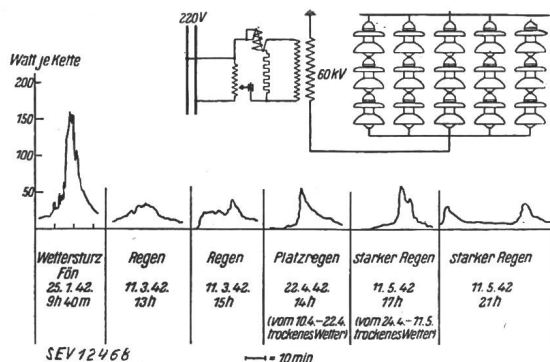 220V
60kV
Watt je Kette
200
150
100
50
Wettersturz
Fön
25.1.42.
9h 40m
Regen
11.3.42.
13h
Regen
11.3.42.
15h
Platzregen
22.4.42.
14h
(vom 10.4.-22.4.
trockenes Wetter)
starker Regen
11.5.42
17h
(vom 24.4.-11.5.
trockenes Wetter)
starker Regen
11.5.42
21h
SEV 12468
= 10 min